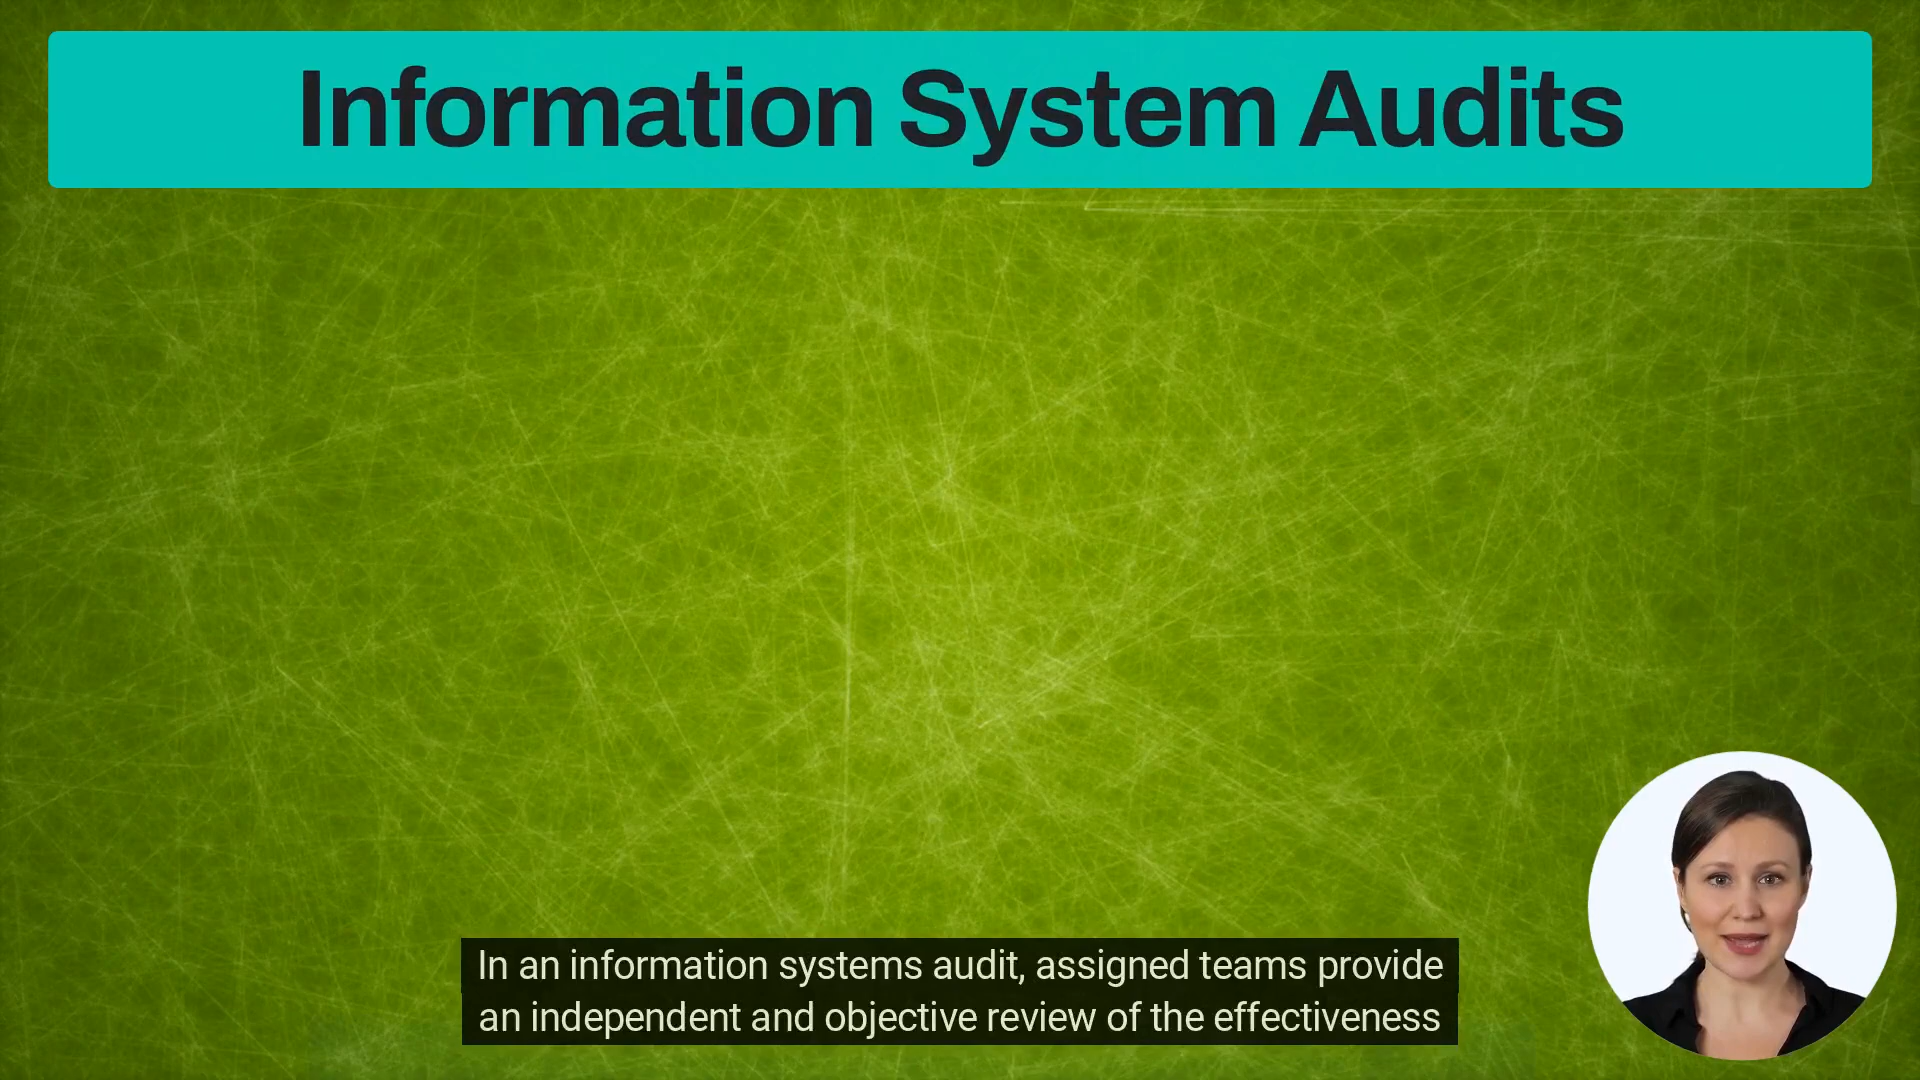 Information System Audits
In an information systems audit, assigned teams provide
an independent and objective review of the effectiveness